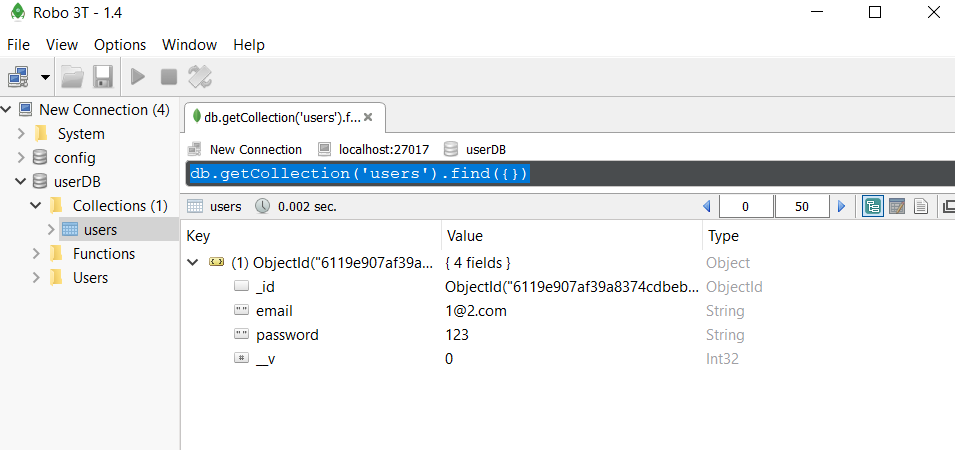 Robo 3T - 1.4
File View Options Window Help
New Connection (4)
System
config
userDB
Collections (1)
users
Functions
Users
db.getCollection('users').f...
New Connection localhost:27017 userDB
db.getCollection('users').find({})
users 0.002 sec. 0 50
Key Value Type
(1) ObjectId("6119e907af39a... { 4 fields } Object
_id ObjectId("6119e907af39a8374cdbeb... ObjectId
email 1@2.com String
password 123 String
__v 0 Int32